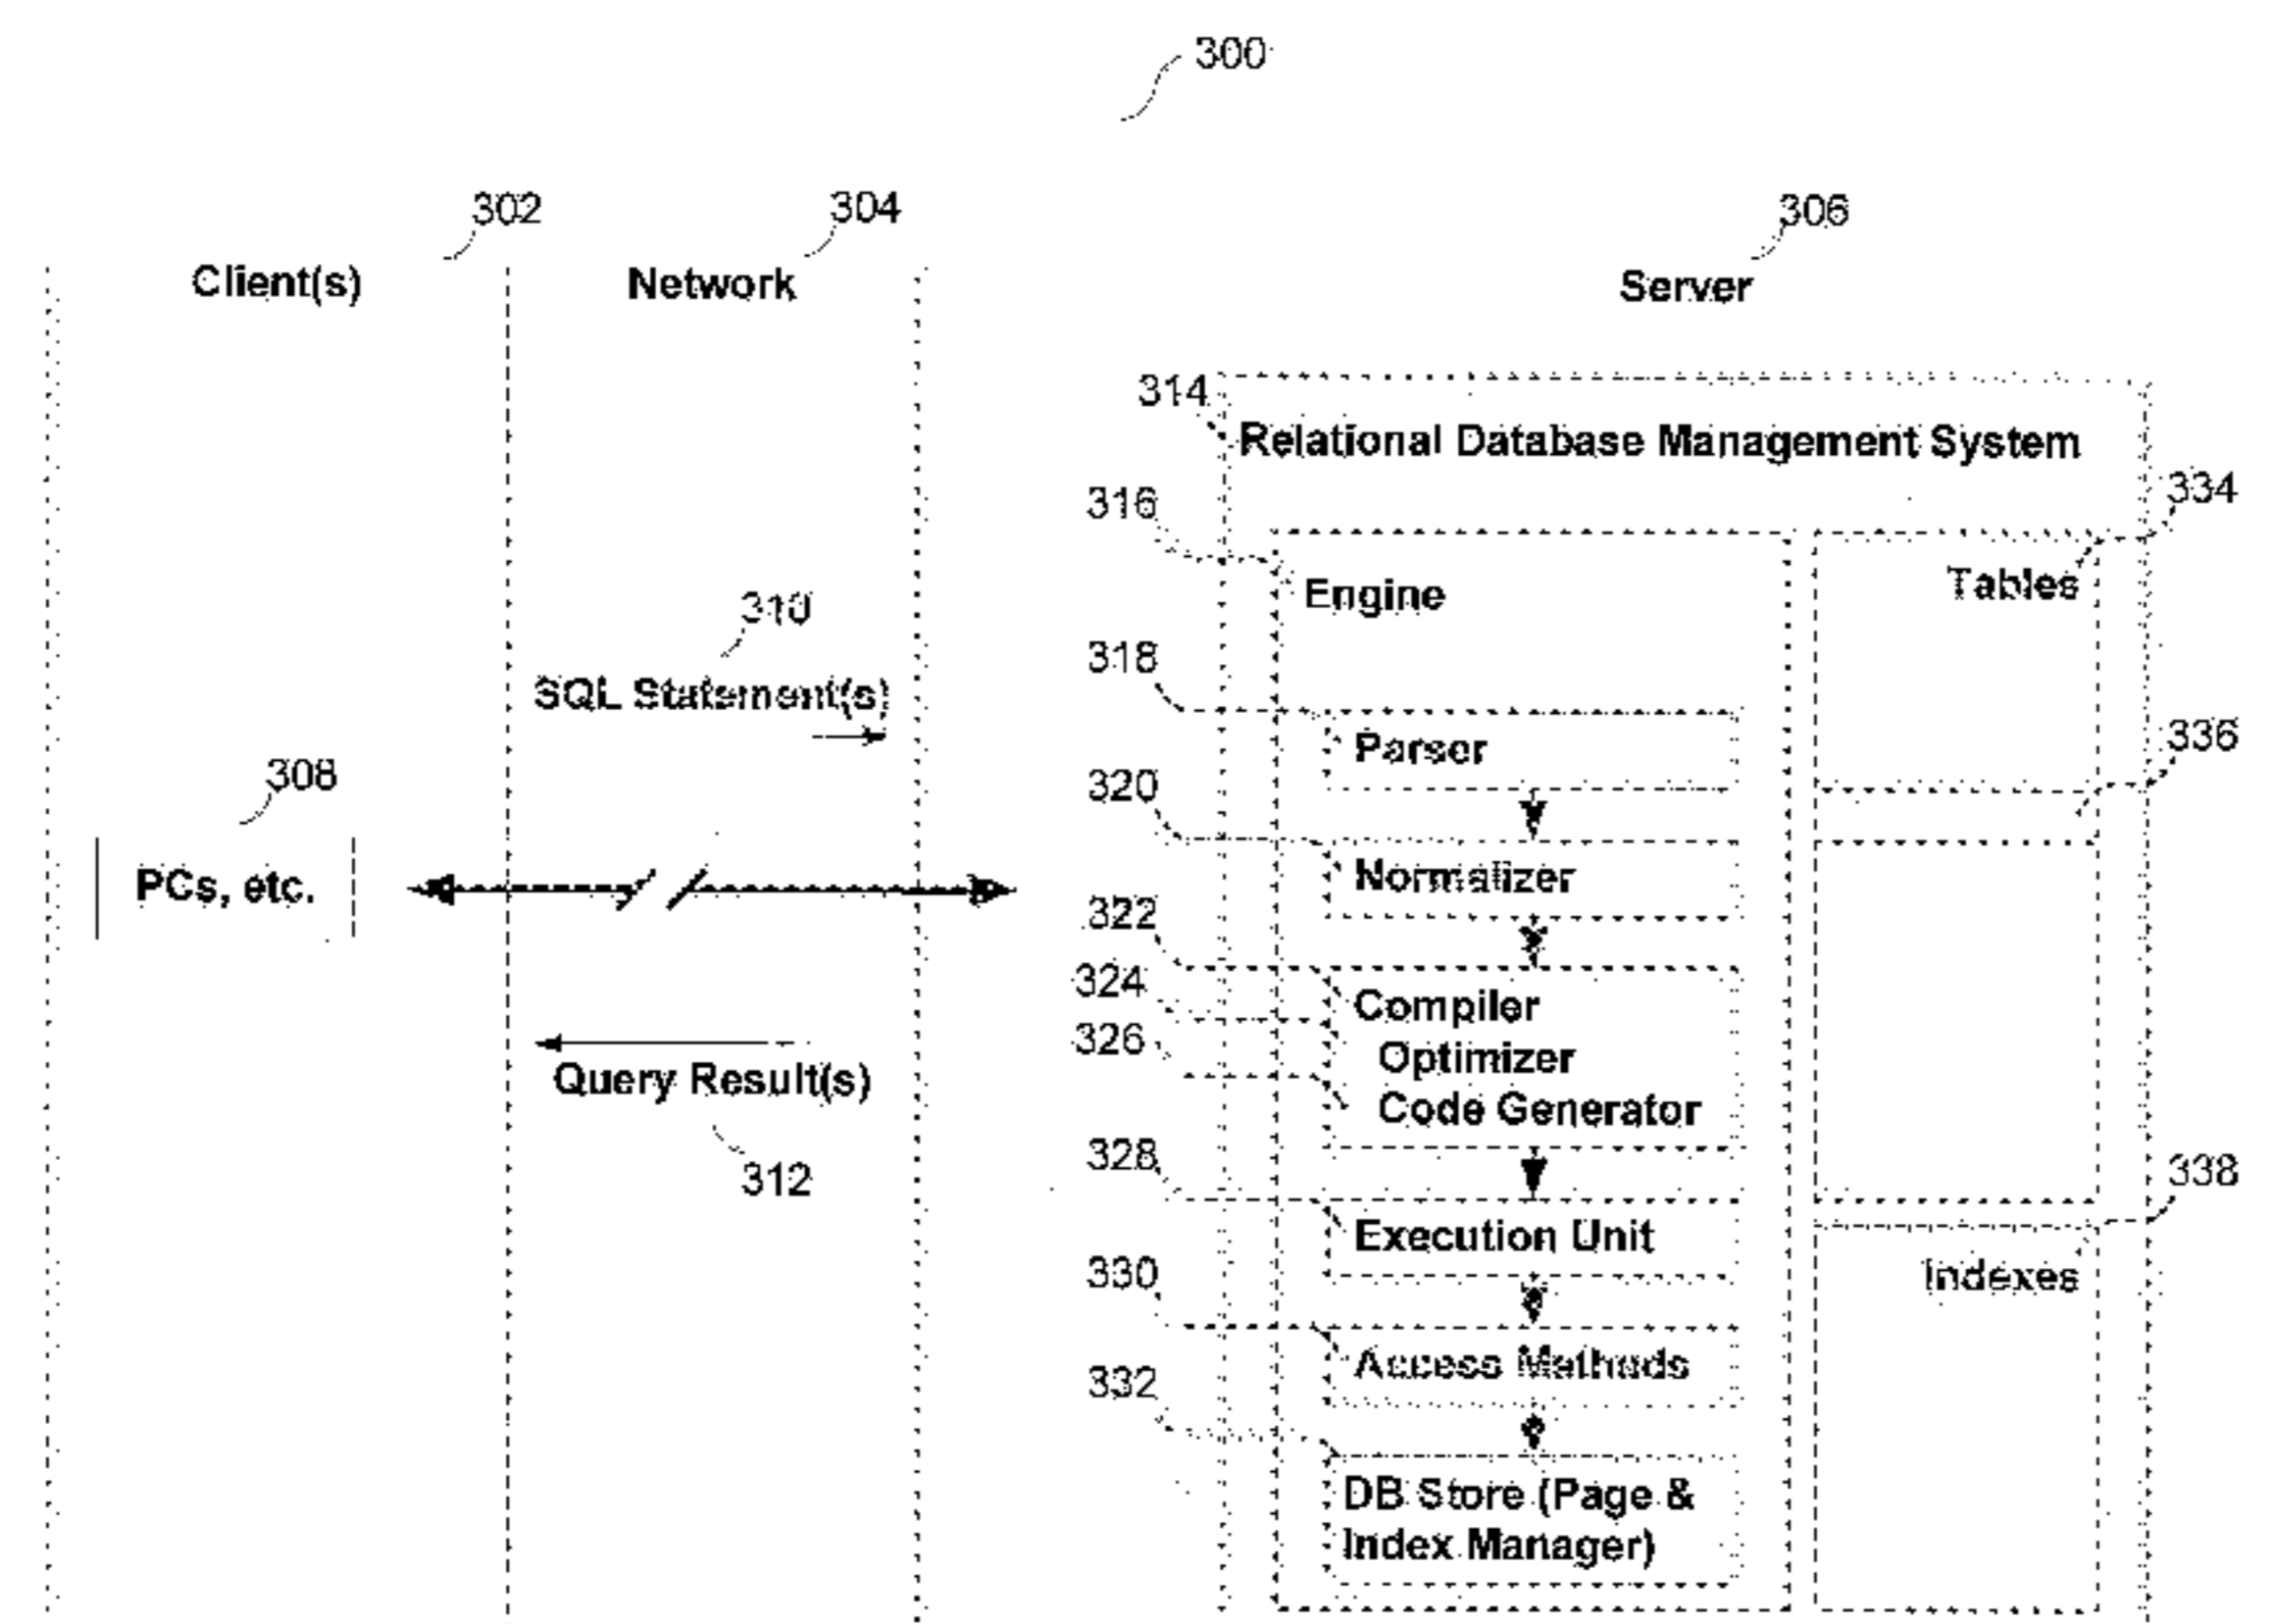 300
302
304
306
Client(s)
Network
Server
314
Relational Database Management System
316
334
Engine
Tables
310
318
SQL Statement(s)
Parser
336
308
320
PCs, etc.
Normalizer
322
324
Compiler
326
Optimizer
Query Result(s)
Code Generator
328
312
338
Execution Unit
330
Indexes
Access Methods
332
DB Store (Page &
Index Manager)